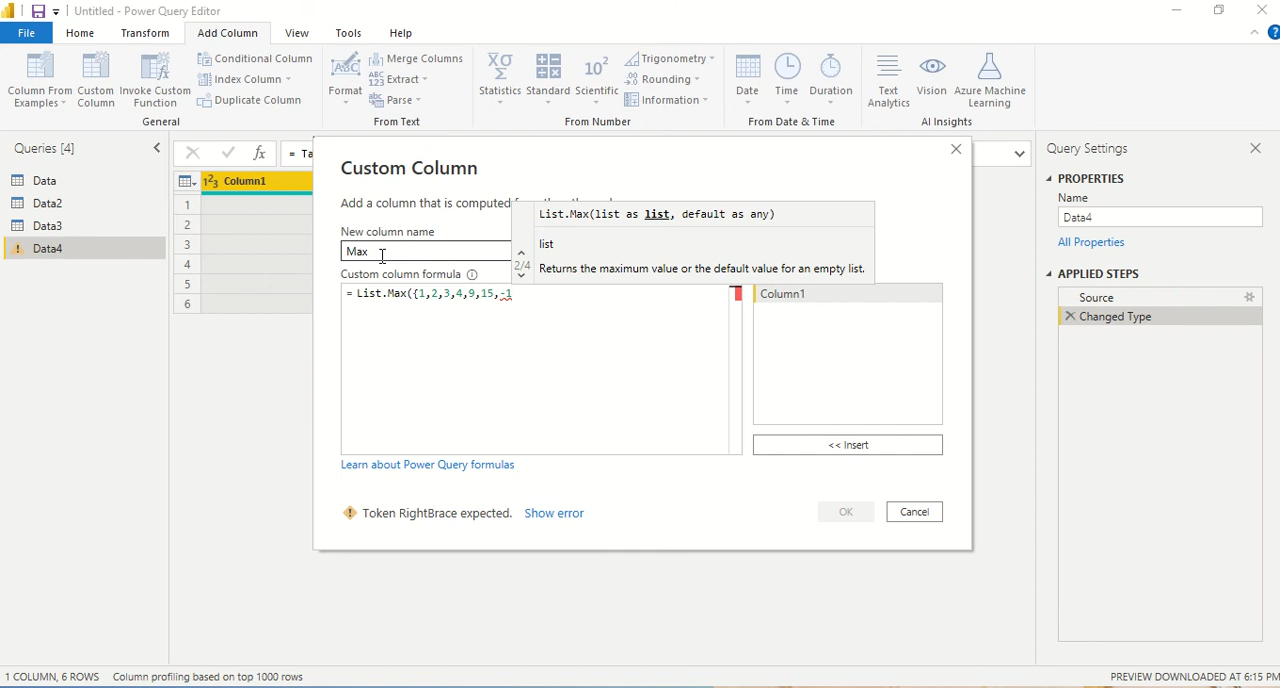 Untitled - Power Query Editor
File Home Transform Add Column View Tools Help
Column From Examples
Custom Column
Invoke Custom Function
Conditional Column
Index Column
Duplicate Column
General
Format
Merge Columns
Extract
Parse
From Text
Statistics
Standard
Scientific
Trigonometry
Rounding
Information
From Number
Date
Time
Duration
From Date & Time
Text Analytics
Vision
Azure Machine Learning
AI Insights
Queries [4]
Data
Data2
Data3
Data4
= Ta
Column1
1
2
3
4
5
6
Custom Column
Add a column that is computed
New column name
Max
Custom column formula
= List.Max({1,2,3,4,9,15,-1
List.Max(list as list, default as any)
list
2/4
Returns the maximum value or the default value for an empty list.
Column1
<< Insert
Learn about Power Query formulas
Token RightBrace expected. Show error
OK
Cancel
Query Settings
PROPERTIES
Name
Data4
All Properties
APPLIED STEPS
Source
Changed Type
1 COLUMN, 6 ROWS Column profiling based on top 1000 rows
PREVIEW DOWNLOADED AT 6:15 PM